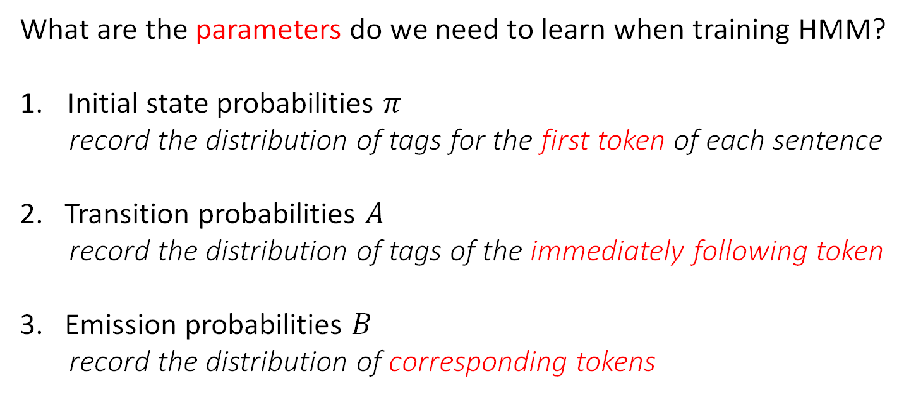 What are the parameters do we need to learn when training HMM?
1. Initial state probabilities π
record the distribution of tags for the first token of each sentence
2. Transition probabilities A
record the distribution of tags of the immediately following token
3. Emission probabilities B
record the distribution of corresponding tokens